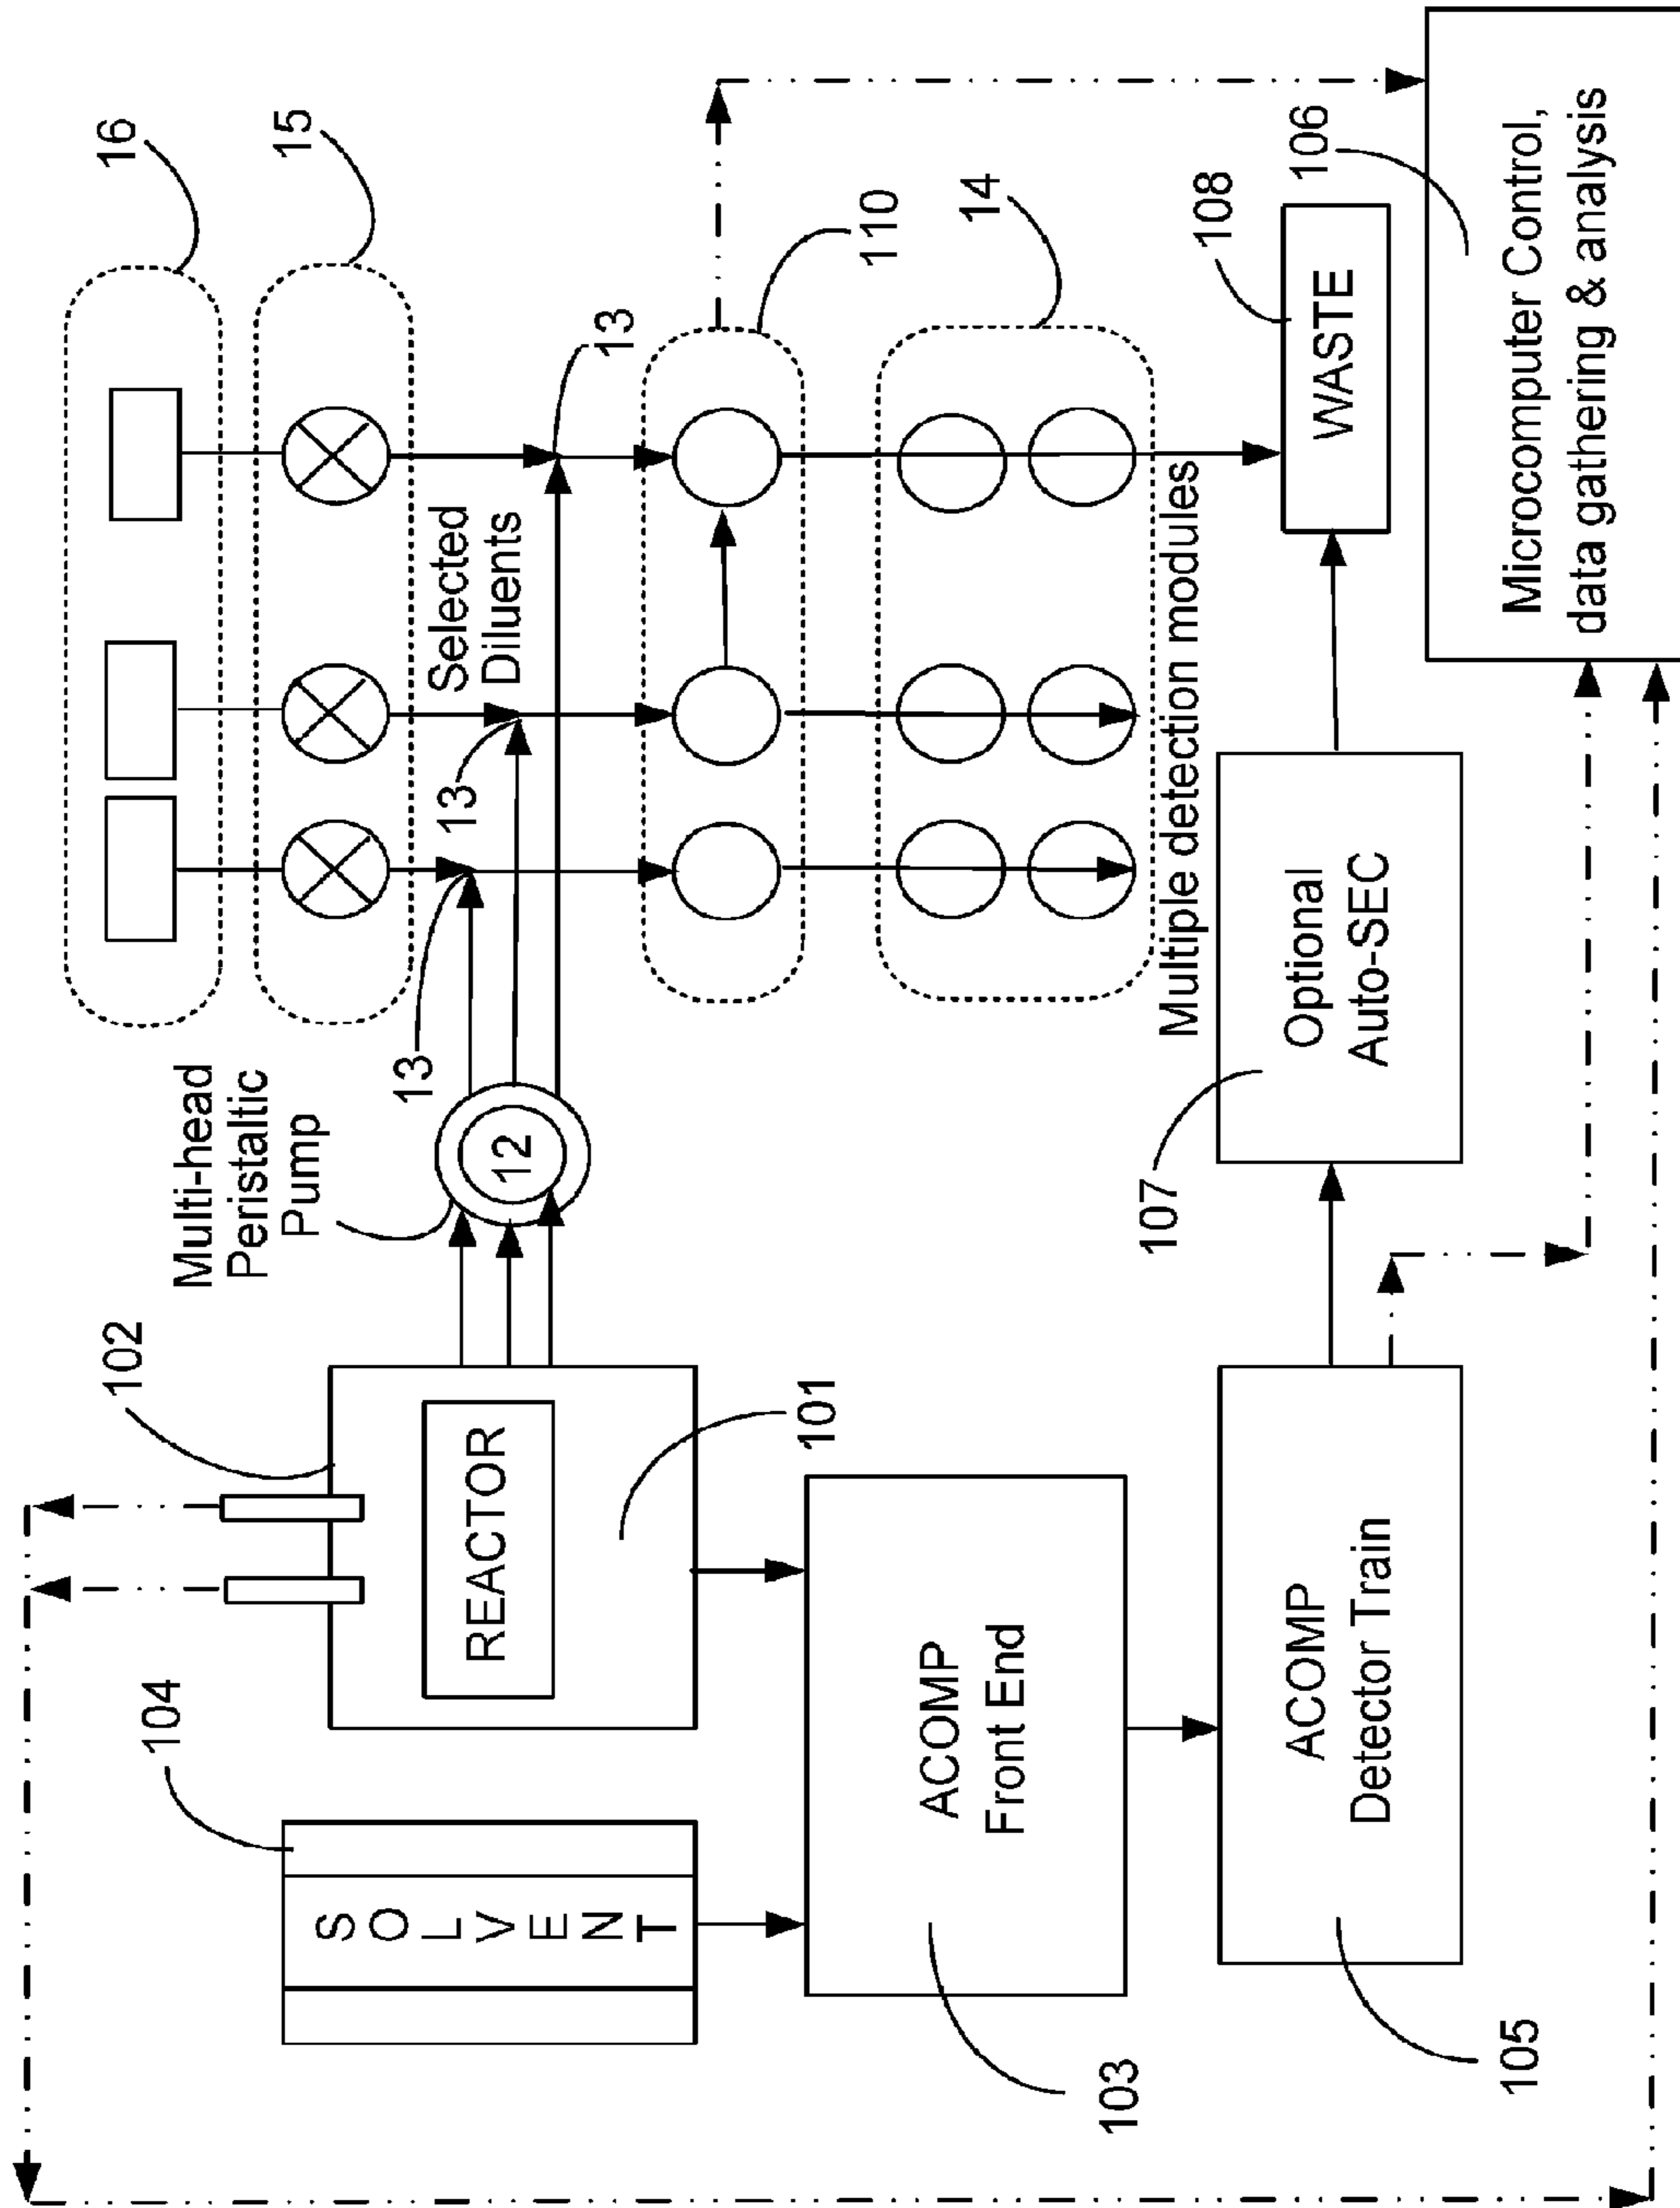 16
15
102
Multi-head
Peristaltic
Pump
104
13
13
Selected
Diluents
13
SOLVENT
REACTOR
12
101
110
14
ACOMP
Front End
103
Multiple detection modules
108
WASTE
106
107
Optional
Auto-SEC
ACOMP
Detector Train
105
Microcomputer Control,
data gathering & analysis